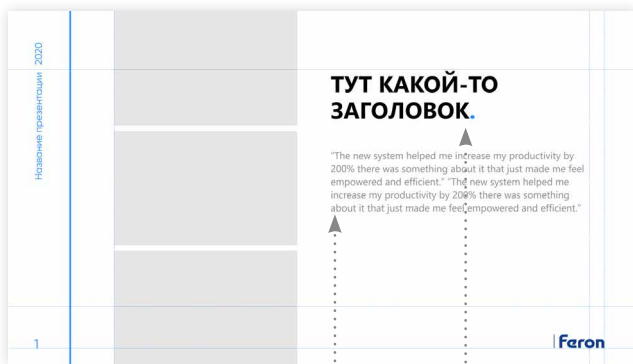 Название презентации 2020
ТУТ КАКОЙ-ТО
ЗАГОЛОВОК.
"The new system helped me increase my productivity by
200% there was something about it that just made me feel
empowered and efficient." "The new system helped me
increase my productivity by 200% there was something
about it that just made me feel empowered and efficient."
1
Feron